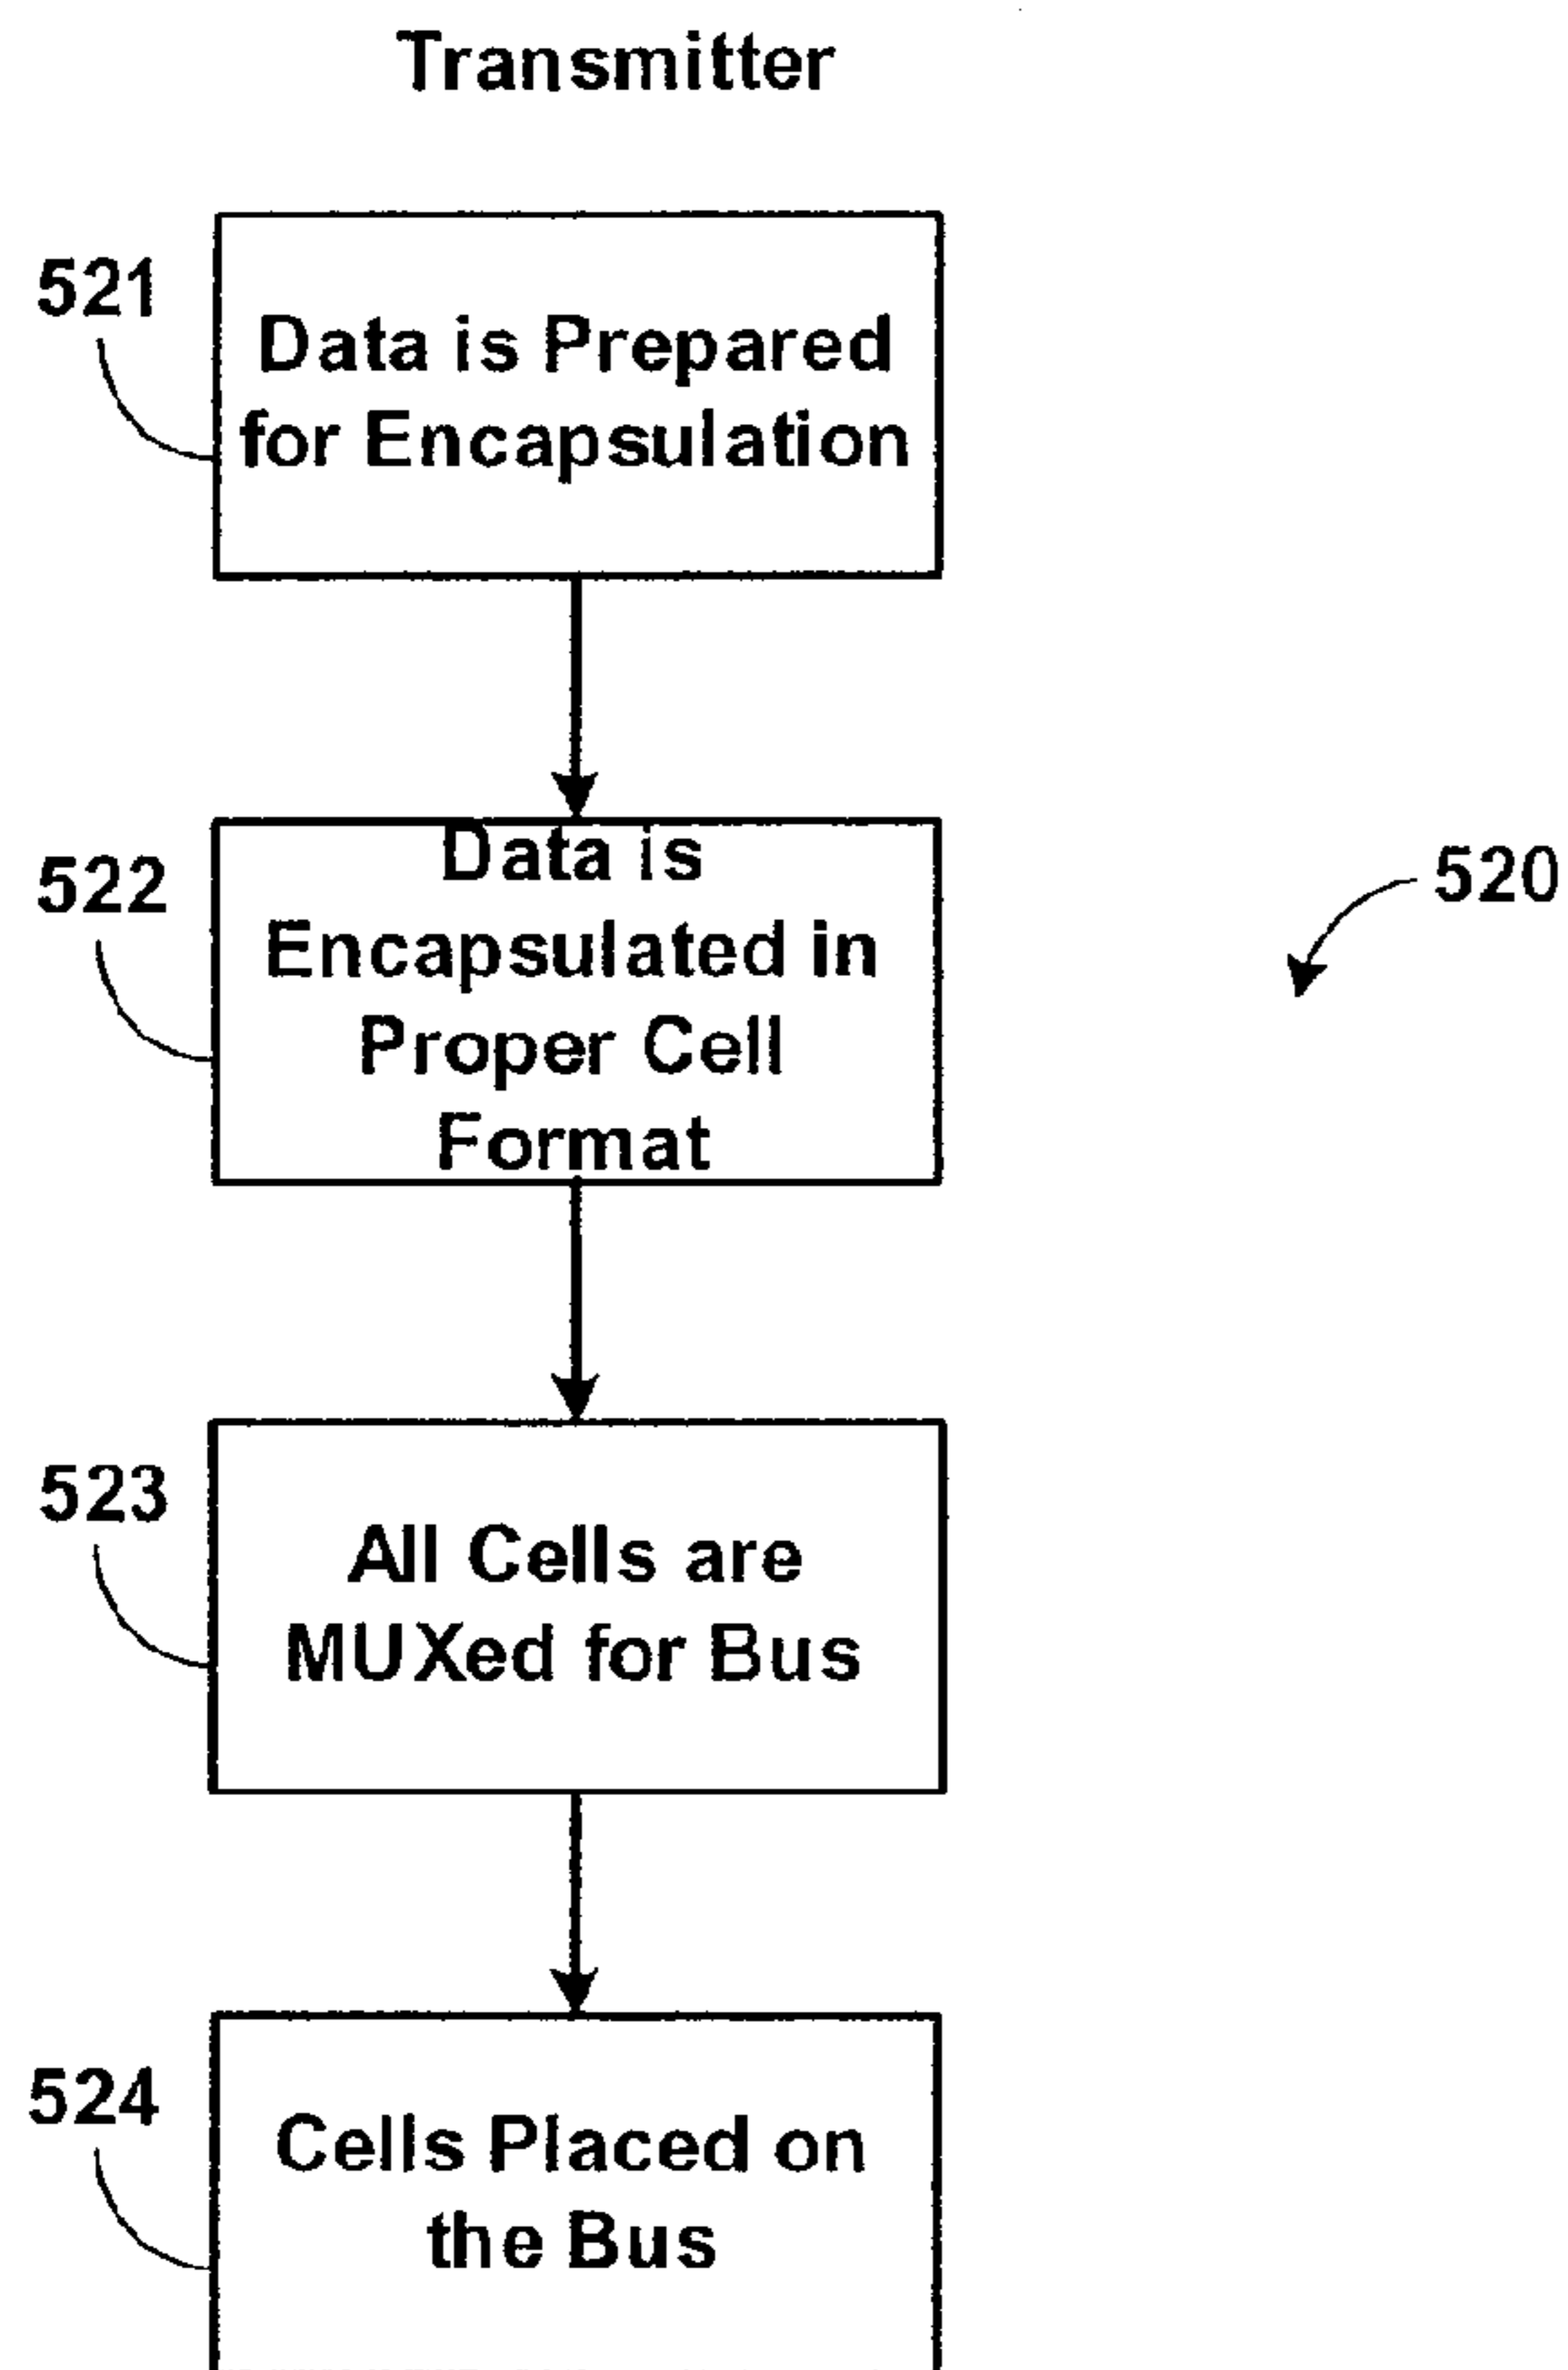 Transmitter
521
Data is Prepared
for Encapsulation
522
Data is
Encapsulated in
Proper Cell
Format
520
523
All Cells are
MUXed for Bus
524
Cells Placed on
the Bus